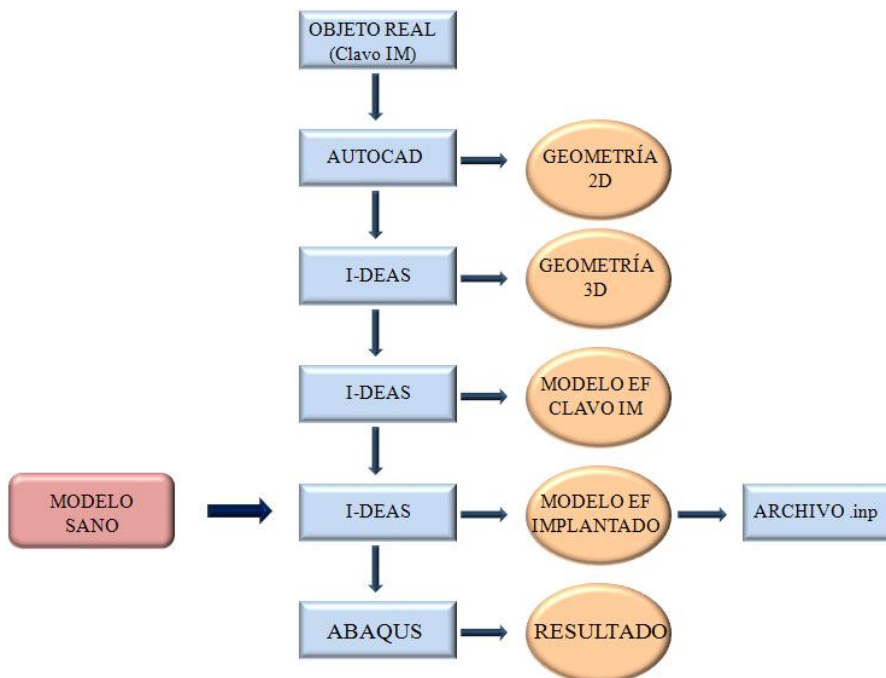 OBJETO REAL
(Clavo IM)
AUTOCAD
GEOMETRÍA
2D
I-DEAS
GEOMETRÍA
3D
I-DEAS
MODELO EF
CLAVO IM
MODELO
SANO
I-DEAS
MODELO EF
IMPLANTADO
ARCHIVO .inp
ABAQUS
RESULTADO